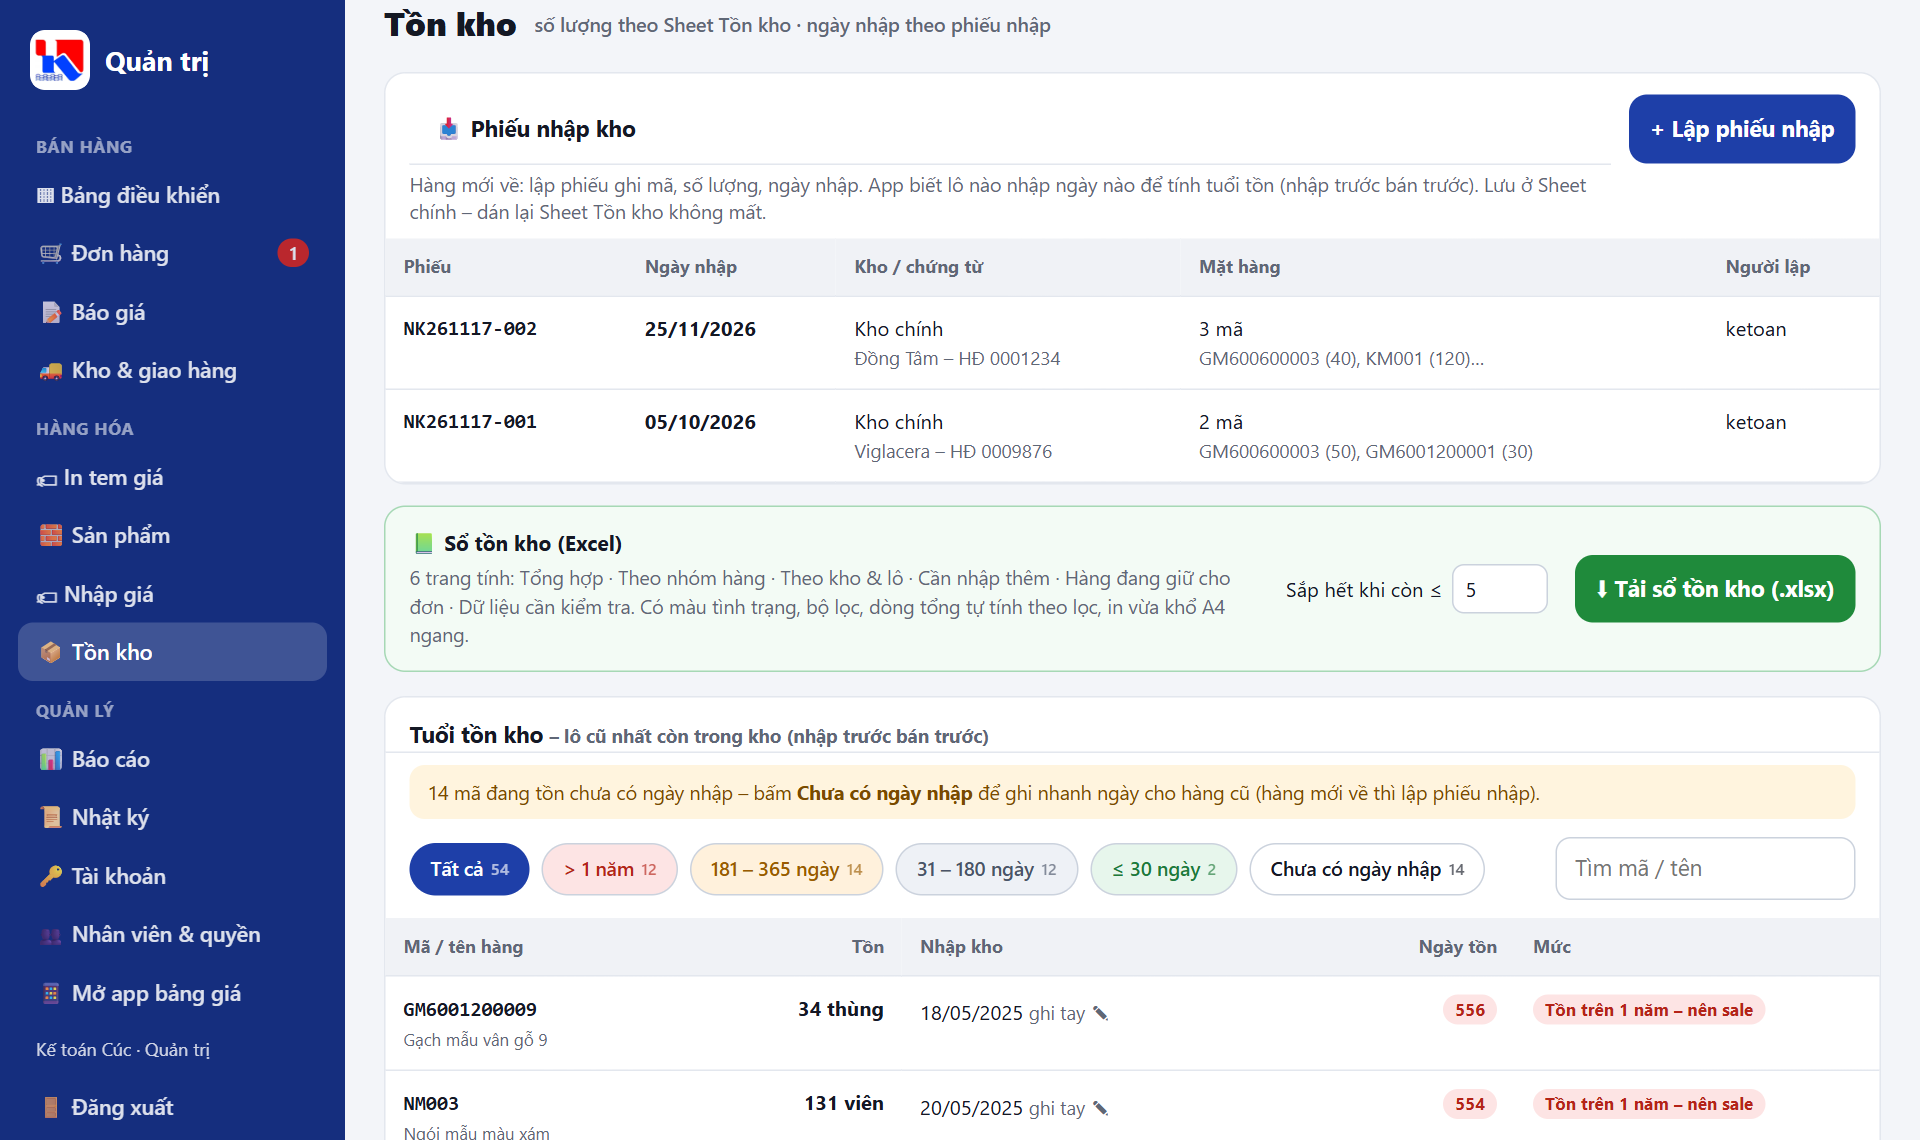 Quản trị
BÁN HÀNG
Bảng điều khiển
Đơn hàng 1
Báo giá
Kho & giao hàng
HÀNG HÓA
In tem giá
Sản phẩm
Nhập giá
Tồn kho
QUẢN LÝ
Báo cáo
Nhật ký
Tài khoản
Nhân viên & quyền
Mở app bảng giá
Kế toán Cúc · Quản trị
Đăng xuất
Tồn kho số lượng theo Sheet Tồn kho · ngày nhập theo phiếu nhập
Phiếu nhập kho
+ Lập phiếu nhập
Hàng mới về: lập phiếu ghi mã, số lượng, ngày nhập. App biết lô nào nhập ngày nào để tính tuổi tồn (nhập trước bán trước). Lưu ở Sheet
chính – dán lại Sheet Tồn kho không mất.
Phiếu Ngày nhập Kho / chứng từ Mặt hàng Người lập
NK261117-002 25/11/2026 Kho chính 3 mã ketoan
Đồng Tâm – HĐ 0001234 GM600600003 (40), KM001 (120)...
NK261117-001 05/10/2026 Kho chính 2 mã ketoan
Viglacera – HĐ 0009876 GM600600003 (50), GM6001200001 (30)
Sổ tồn kho (Excel)
6 trang tính: Tổng hợp · Theo nhóm hàng · Theo kho & lô · Cần nhập thêm · Hàng đang giữ cho
đơn · Dữ liệu cần kiểm tra. Có màu tình trạng, bộ lọc, dòng tổng tự tính theo lọc, in vừa khổ A4
ngang.
Sắp hết khi còn ≤ 5
⬇ Tải sổ tồn kho (.xlsx)
Tuổi tồn kho – lô cũ nhất còn trong kho (nhập trước bán trước)
14 mã đang tồn chưa có ngày nhập – bấm Chưa có ngày nhập để ghi nhanh ngày cho hàng cũ (hàng mới về thì lập phiếu nhập).
Tất cả 54 > 1 năm 12 181 – 365 ngày 14 31 – 180 ngày 12 ≤ 30 ngày 2 Chưa có ngày nhập 14 Tìm mã / tên
Mã / tên hàng Tồn Nhập kho Ngày tồn Mức
GM6001200009 34 thùng 18/05/2025 ghi tay 556 Tồn trên 1 năm – nên sale
Gạch mẫu vân gỗ 9
NM003 131 viên 20/05/2025 ghi tay 554 Tồn trên 1 năm – nên sale
Ngói mẫu màu xám